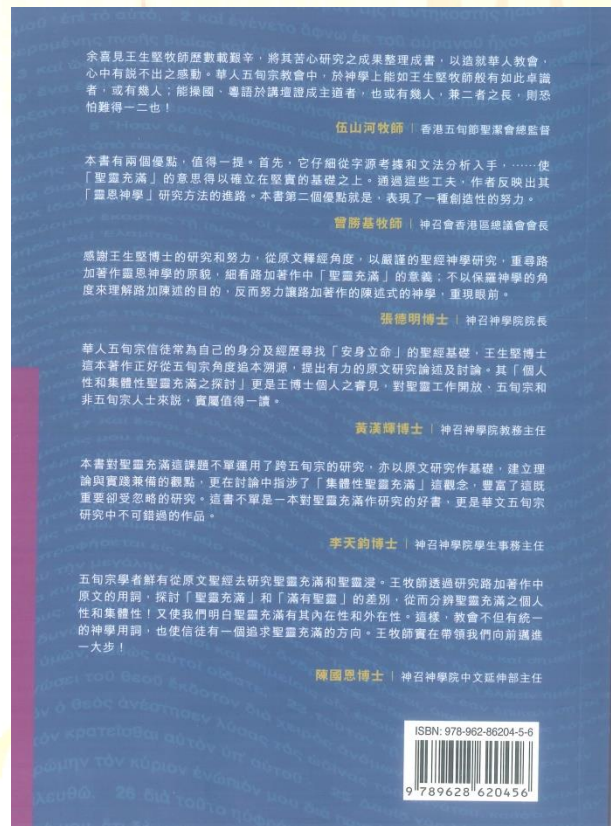 余喜見王生堅牧師歷數載艱辛，將其苦心研究之成果整理成書，以造就華人教會，
心中有説不出之感動。華人五旬宗教會中，於神學上能如王生堅牧師般有如此卓識
者，或有幾人；能操國、粵語於講壇證成主道者，也或有幾人，兼二者之長，則恐
怕難得一二也！
伍山河牧師 | 香港五旬節聖潔會總監督
本書有兩個優點，值得一提。首先，它仔細從字源考據和文法分析入手，……使
「聖靈充滿」的意思得以確立在堅實的基礎之上。通過這些工夫，作者反映出其
「靈恩神學」研究方法的進路。本書第二個優點就是，表現了一種創造性的努力。
曾勝基牧師 | 神召會香港區總議會會長
感謝王生堅博士的研究和努力，從原文釋經角度，以嚴謹的聖經神學研究，重尋路
加著作靈恩神學的原貌，細看路加著作中「聖靈充滿」的意義；不以保羅神學的角
度來理解路加陳述的目的，反而努力讓路加著作的陳述式的神學，重現眼前。
張德明博士 | 神召神學院院長
華人五旬宗信徒常為自己的身分及經歷尋找「安身立命」的聖經基礎，王生堅博士
這本著作正好從五旬宗角度追本溯源，提出有力的原文研究論述及討論。其「個人
性和集體性聖靈充滿之探討」更是王博士個人之睿見，對聖靈工作開放、五旬宗和
非五旬宗人士來説，實屬值得一讀。
黃漢輝博士 | 神召神學院教務主任
本書對聖靈充滿這課題不單運用了跨五旬宗的研究，亦以原文研究作基礎，建立理
論與實踐兼備的觀點，更在討論中指涉了「集體性聖靈充滿」這觀念，豐富了這既
重要卻受忽略的研究。這書不單是一本對聖靈充滿作研究的好書，更是華文五旬宗
研究中不可錯過的作品。
李天鈞博士 | 神召神學院學生事務主任
五旬宗學者鮮有從原文聖經去研究聖靈充滿和聖靈浸。王牧師透過研究路加著作中
原文的用詞，探討「聖靈充滿」和「滿有聖靈」的差別，從而分辨聖靈充滿之個人
性和集體性！又使我們明白聖靈充滿有其內在性和外在性。這樣，教會不但有統一
的神學用詞，也使信徒有一個追求聖靈充滿的方向。王牧師實在帶領我們向前邁進
一大步！
陳國恩博士 | 神召神學院中文延伸部主任
ISBN: 978-962-86204-5-6
9 789628 620456